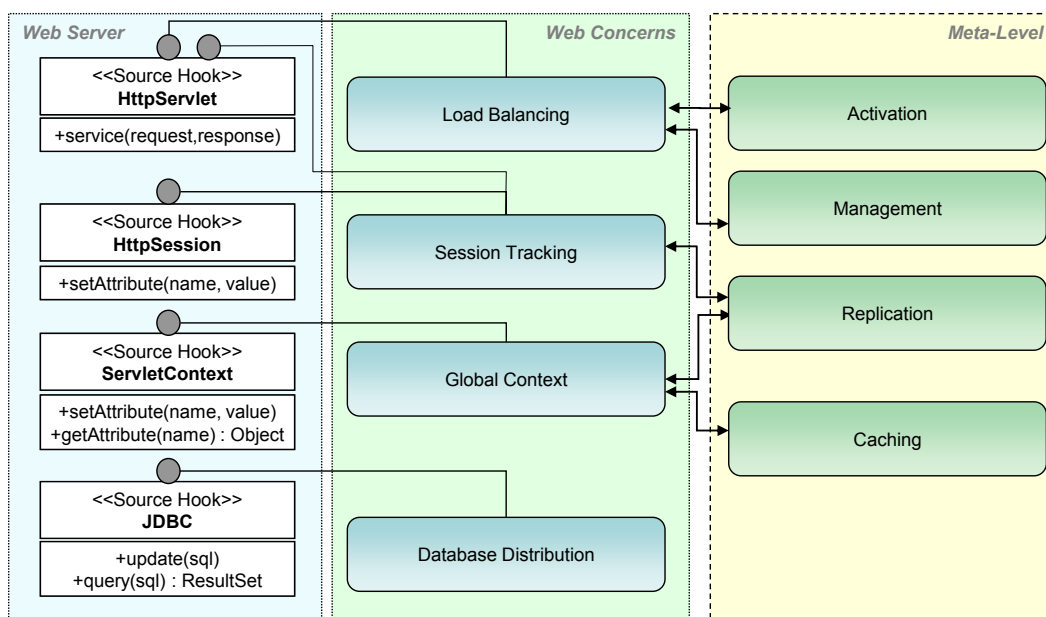 Web Server
<<Source Hook>>
HttpServlet
+service(request,response)
<<Source Hook>>
HttpSession
+setAttribute(name, value)
<<Source Hook>>
ServletContext
+setAttribute(name, value)
+getAttribute(name) : Object
<<Source Hook>>
JDBC
+update(sql)
+query(sql) : ResultSet
Web Concerns
Load Balancing
Session Tracking
Global Context
Database Distribution
Meta-Level
Activation
Management
Replication
Caching